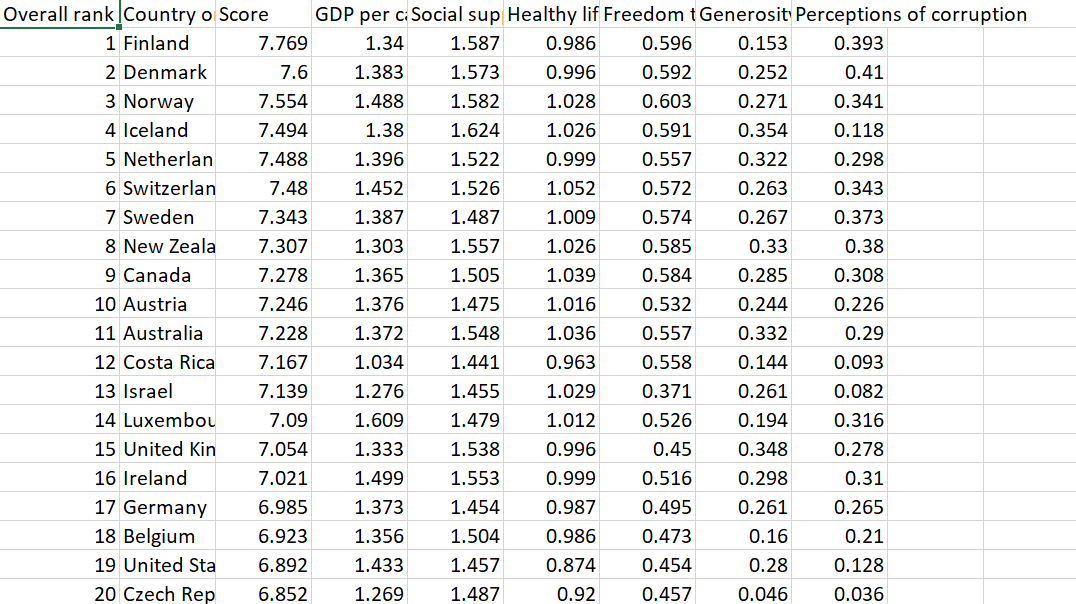 Overall rank Country o Score GDP per ca Social sup Healthy lif Freedom t Generosity Perceptions of corruption
1 Finland 7.769 1.34 1.587 0.986 0.596 0.153 0.393
2 Denmark 7.6 1.383 1.573 0.996 0.592 0.252 0.41
3 Norway 7.554 1.488 1.582 1.028 0.603 0.271 0.341
4 Iceland 7.494 1.38 1.624 1.026 0.591 0.354 0.118
5 Netherlan 7.488 1.396 1.522 0.999 0.557 0.322 0.298
6 Switzerlan 7.48 1.452 1.526 1.052 0.572 0.263 0.343
7 Sweden 7.343 1.387 1.487 1.009 0.574 0.267 0.373
8 New Zeala 7.307 1.303 1.557 1.026 0.585 0.33 0.38
9 Canada 7.278 1.365 1.505 1.039 0.584 0.285 0.308
10 Austria 7.246 1.376 1.475 1.016 0.532 0.244 0.226
11 Australia 7.228 1.372 1.548 1.036 0.557 0.332 0.29
12 Costa Rica 7.167 1.034 1.441 0.963 0.558 0.144 0.093
13 Israel 7.139 1.276 1.455 1.029 0.371 0.261 0.082
14 Luxembou 7.09 1.609 1.479 1.012 0.526 0.194 0.316
15 United Kin 7.054 1.333 1.538 0.996 0.45 0.348 0.278
16 Ireland 7.021 1.499 1.553 0.999 0.516 0.298 0.31
17 Germany 6.985 1.373 1.454 0.987 0.495 0.261 0.265
18 Belgium 6.923 1.356 1.504 0.986 0.473 0.16 0.21
19 United Sta 6.892 1.433 1.457 0.874 0.454 0.28 0.128
20 Czech Rep 6.852 1.269 1.487 0.92 0.457 0.046 0.036